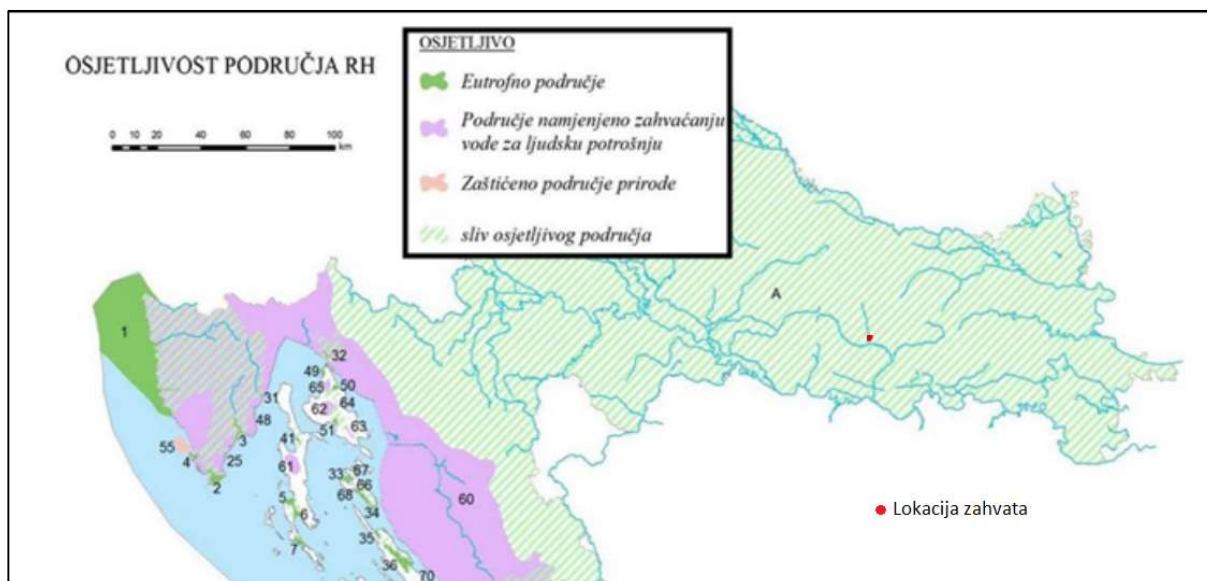 OSJETLJIVOST PODRUČJA RH
0 10 20 40 60 80 100
km
OSJETLJIVO
Eutrofno područje
Područje namjenjeno zahvaćanju
vode za ljudsku potrošnju
Zaštićeno područje prirode
sliv osjetljivog područja
A
1
32
49
65
50
31
62
64
48
51
63
3
41
55
4
25
61
2
33
67
66
68
60
5
6
34
35
7
36
70
Lokacija zahvata